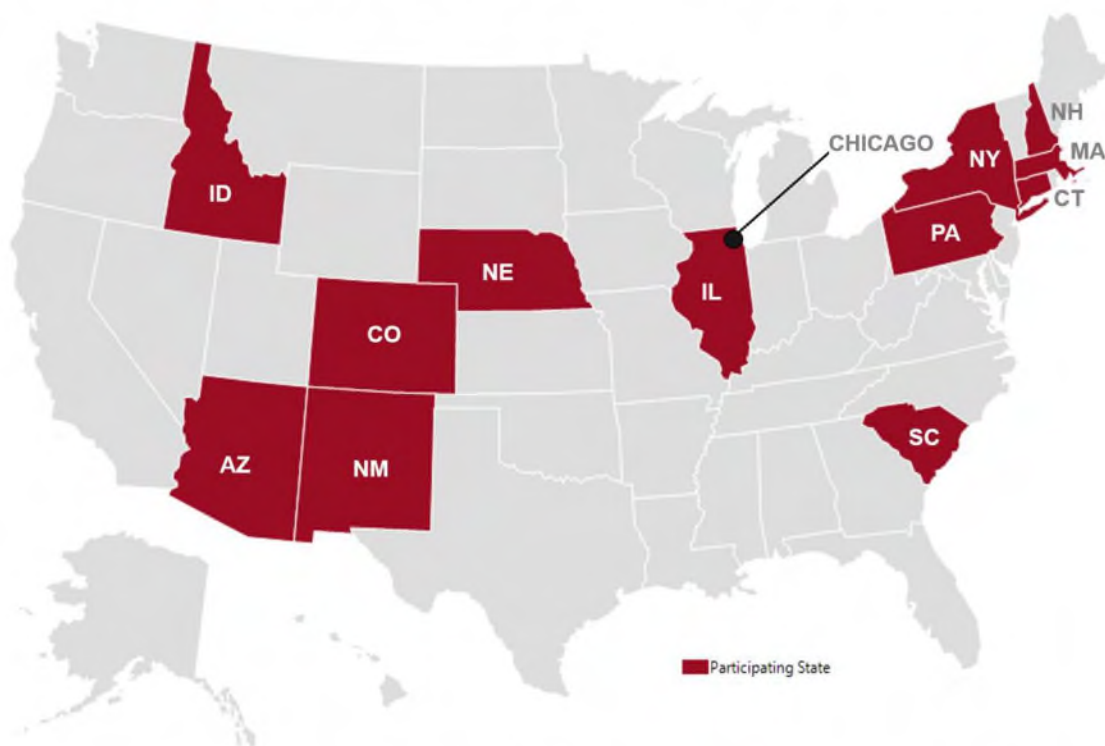 NH
CHICAGO
MA
NY
ID
CT
PA
NE
IL
CO
SC
AZ
NM
Participating State